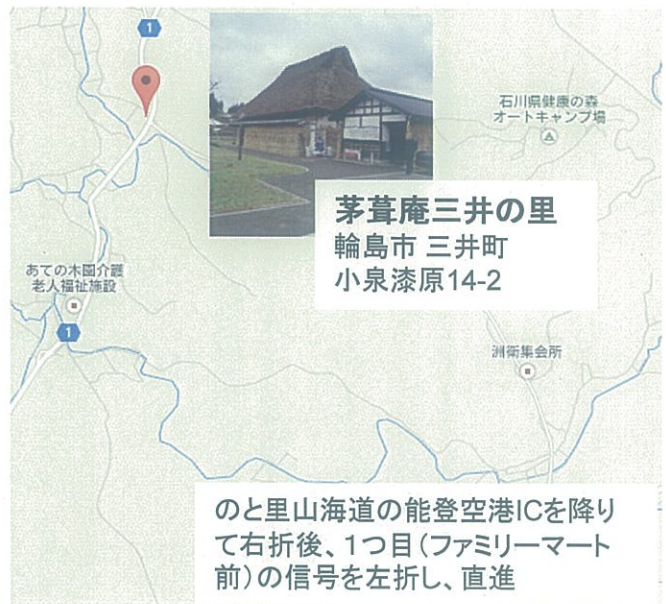 1
石川県健康の森
オートキャンプ場
茅葺庵三井の里
輪島市 三井町
小泉漆原14-2
あての木園介護
老人福祉施設
1
洲衛集会所
のと里山海道の能登空港ICを降り
て右折後、1つ目(ファミリーマート
前)の信号を左折し、直進